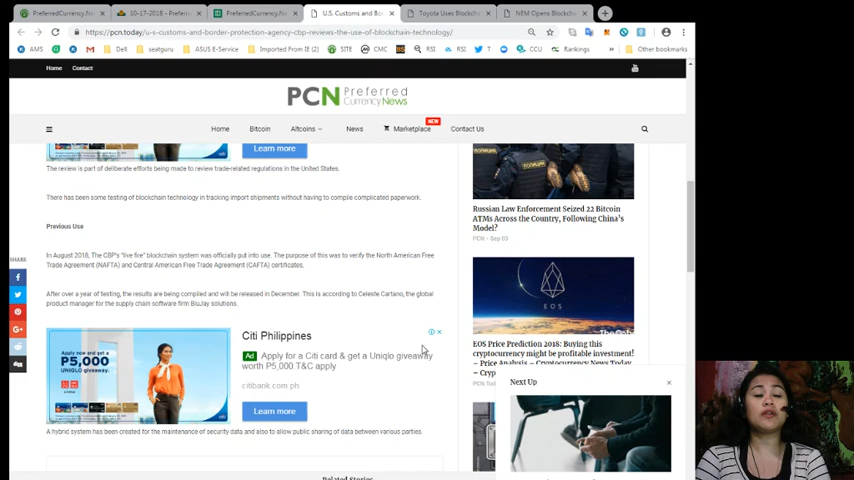 PreferredCurrency.Ne
10-17-2018 - Preferre
PreferredCurrency.Ne
U.S. Customs and Bor
Toyota Uses Blockcha
NEM Opens Blockcha
https://pcn.today/u-s-customs-and-border-protection-agency-cbp-reviews-the-use-of-blockchain-technology/
AMS
Dell
seatguru
ASUS E-Service
Imported From IE (2)
SITE
CMC
RSI
RSI
T
CCU
Rankings
»
Other bookmarks
Home
Contact
PCN Preferred
Currency News
Home
Bitcoin
Altcoins
News
NEW
Marketplace
Contact Us
Learn more
The review is part of deliberate efforts being made to review trade-related regulations in the United States.
There has been some testing of blockchain technology in tracking import shipments without having to compile complicated paperwork.
Previous Use
In August 2018, The CBP's "live fire" blockchain system was officially put into use. The purpose of this was to verify the North American Free
Trade Agreement (NAFTA) and Central American Free Trade Agreement (CAFTA) certificates.
After over a year of testing, the results are being compiled and will be released in December. This is according to Celeste Cartano, the global
product manager for the supply chain software firm BluJay solutions.
SHARE
Apply now and get a
P5,000
UNIQLO GIVEAWAY
citi
Citi Philippines
Ad Apply for a Citi card & get a Uniqlo giveaway
worth P5,000 T&C apply
citibank.com.ph
Learn more
A hybrid system has been created for the maintenance of security data and also to allow public sharing of data between various parties.
Related Stories
ПОЛИЦИЯ
Russian Law Enforcement Seized 22 Bitcoin
ATMs Across the Country, Following China's
Model?
PCN - Sep 03
EOS
EOS Price Prediction 2018: Buying this
cryptocurrency might be profitable investment!
– Price Analysis – Cryptocurrency News Today
– Cryp
PCN Tod
Next Up